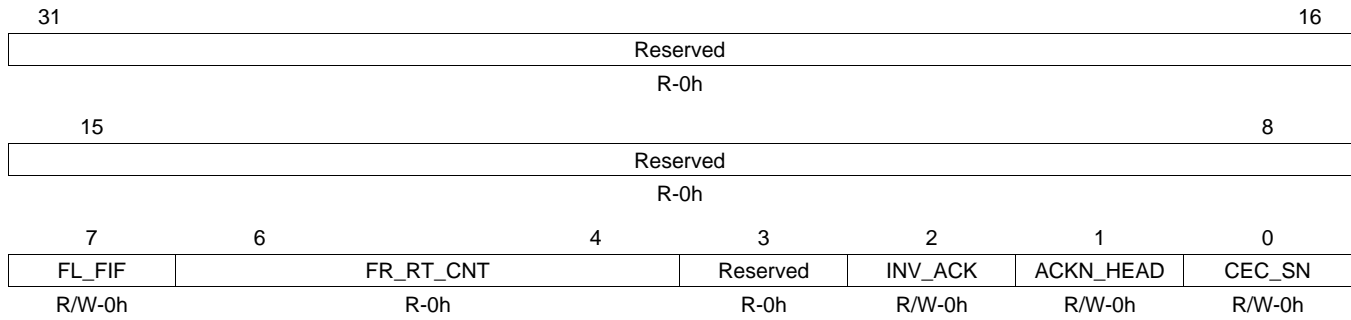 31 16
Reserved
R-0h
15 8
Reserved
R-0h
7 6 4 3 2 1 0
FL_FIF FR_RT_CNT Reserved INV_ACK ACKN_HEAD CEC_SN
R/W-0h R-0h R-0h R/W-0h R/W-0h R/W-0h